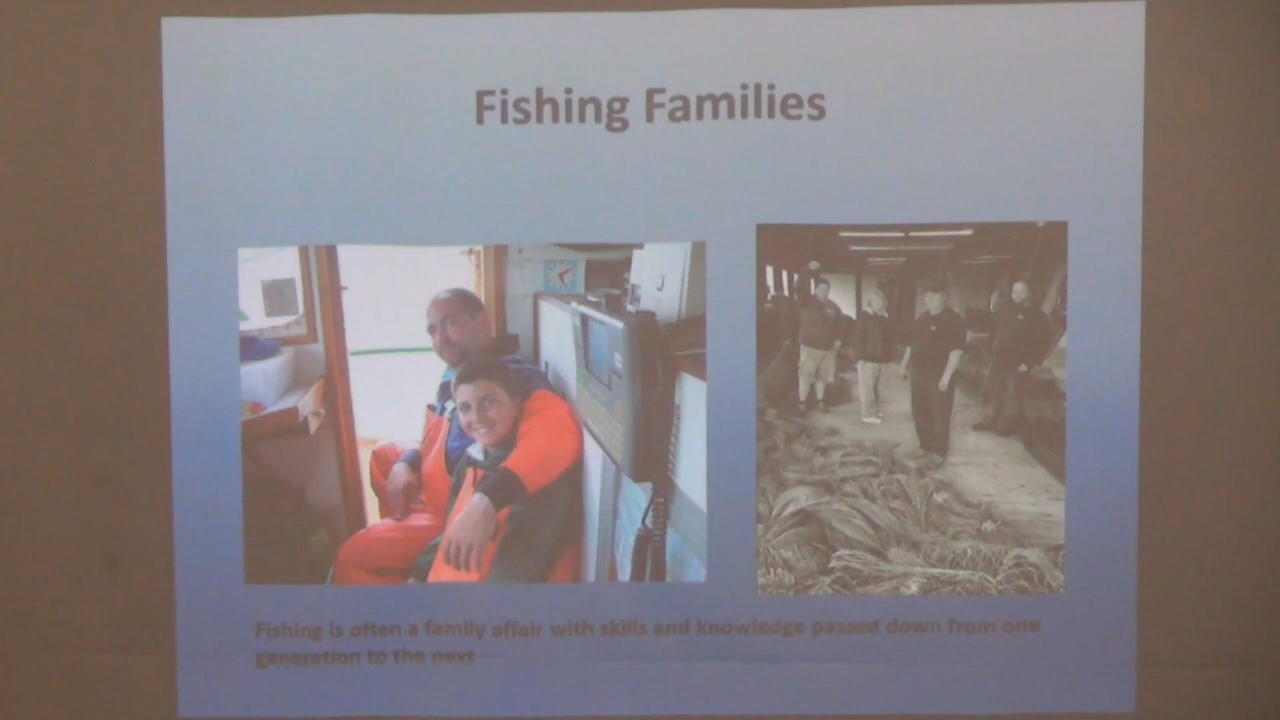 Fishing Families
Fishing is often a family affair with skills and knowledge passed down from one
generation to the next